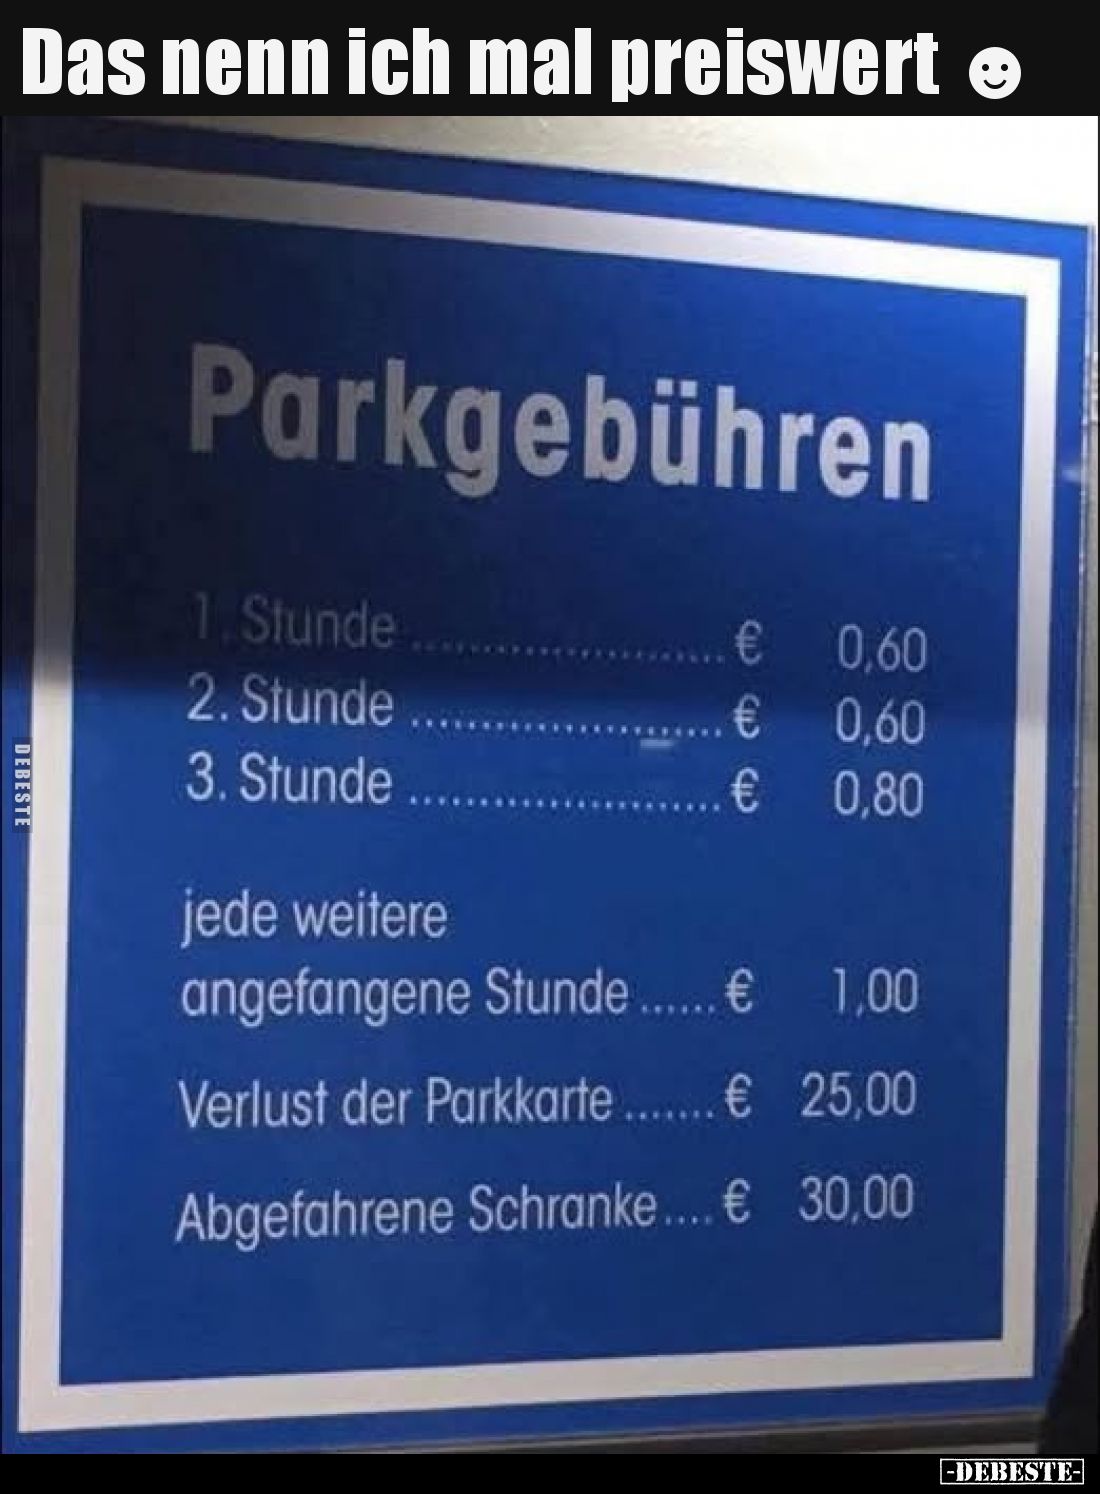 Das nenn ich mal preiswert ☻
Parkgebühren
1. Stunde ........................ € 0,60
2. Stunde ........................ € 0,60
3. Stunde ........................ € 0,80
jede weitere
angefangene Stunde ...... € 1,00
Verlust der Parkkarte ....... € 25,00
Abgefahrene Schranke .... € 30,00
DEBESTE
-DEBESTE-